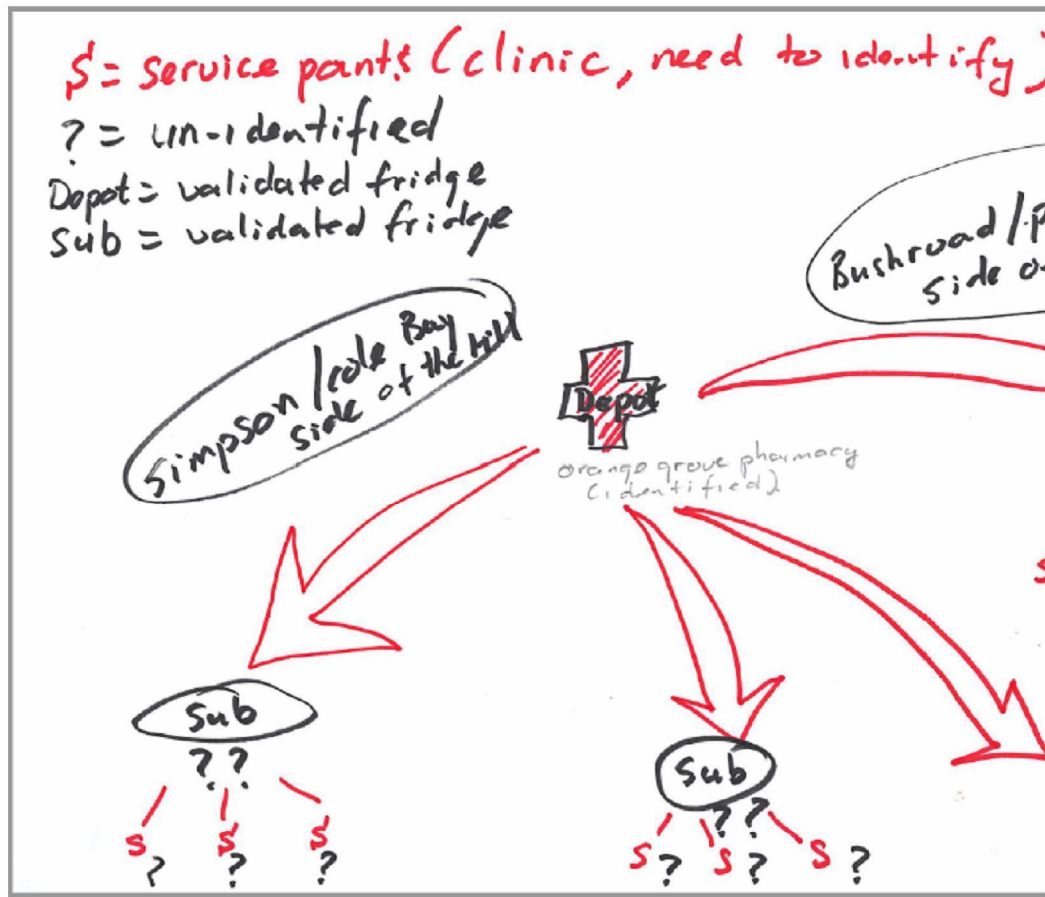 S = service points (clinic, need to identify)
? = un-identified
Depot = validated fridge
Sub = validated fridge
Bushroad /
side
Simpson / cole Bay
side of the hill
Depot
orange grove pharmacy
(identified)
S
Sub
? ?
S S S
? ? ?
Sub
? ?
S ? S ? S ?